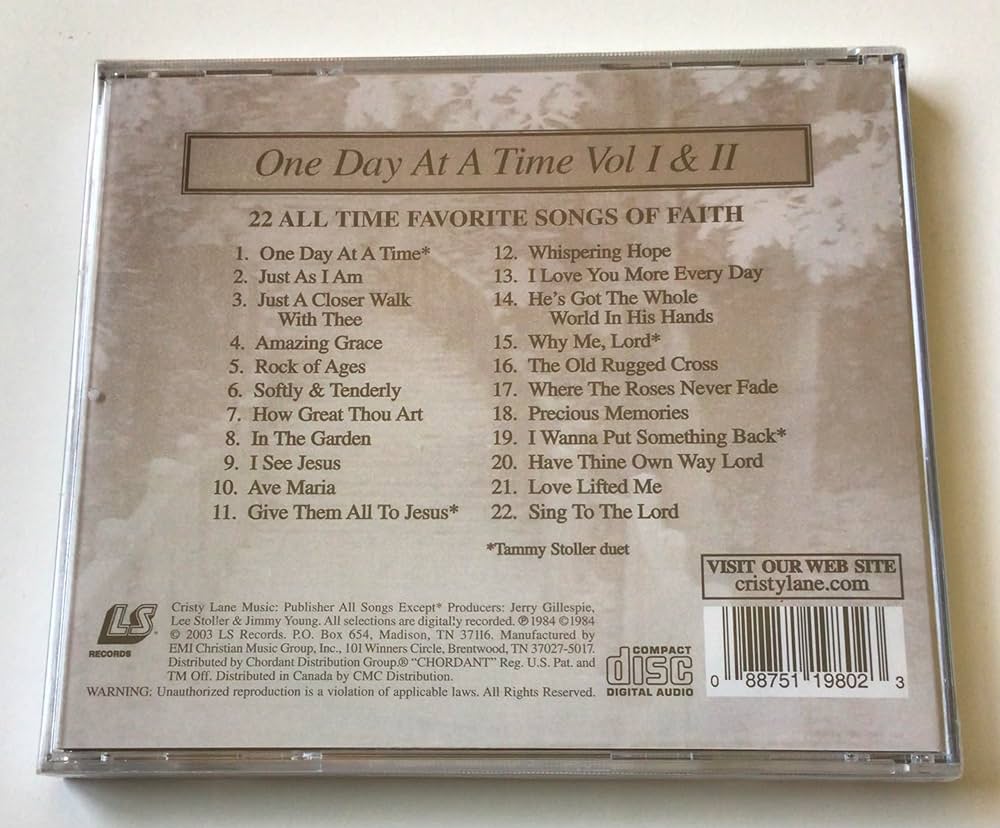 One Day At A Time Vol I & II
22 ALL TIME FAVORITE SONGS OF FAITH
1. One Day At A Time*
2. Just As I Am
3. Just A Closer Walk
With Thee
4. Amazing Grace
5. Rock of Ages
6. Softly & Tenderly
7. How Great Thou Art
8. In The Garden
9. I See Jesus
10. Ave Maria
11. Give Them All To Jesus*
12. Whispering Hope
13. I Love You More Every Day
14. He's Got The Whole
World In His Hands
15. Why Me, Lord*
16. The Old Rugged Cross
17. Where The Roses Never Fade
18. Precious Memories
19. I Wanna Put Something Back*
20. Have Thine Own Way Lord
21. Love Lifted Me
22. Sing To The Lord
*Tammy Stoller duet
VISIT OUR WEB SITE
cristylane.com
LS
RECORDS
Cristy Lane Music: Publisher All Songs Except* Producers: Jerry Gillespie,
Lee Stoller & Jimmy Young. All selections are digitally recorded. ℗1984 ©1984
© 2003 LS Records. P.O. Box 654, Madison, TN 37116. Manufactured by
EMI Christian Music Group, Inc., 101 Winners Circle, Brentwood, TN 37027-5017.
Distributed by Chordant Distribution Group.® "CHORDANT" Reg. U.S. Pat. and
TM Off. Distributed in Canada by CMC Distribution.
WARNING: Unauthorized reproduction is a violation of applicable laws. All Rights Reserved.
COMPACT
disc
DIGITAL AUDIO
0 88751 19802 3